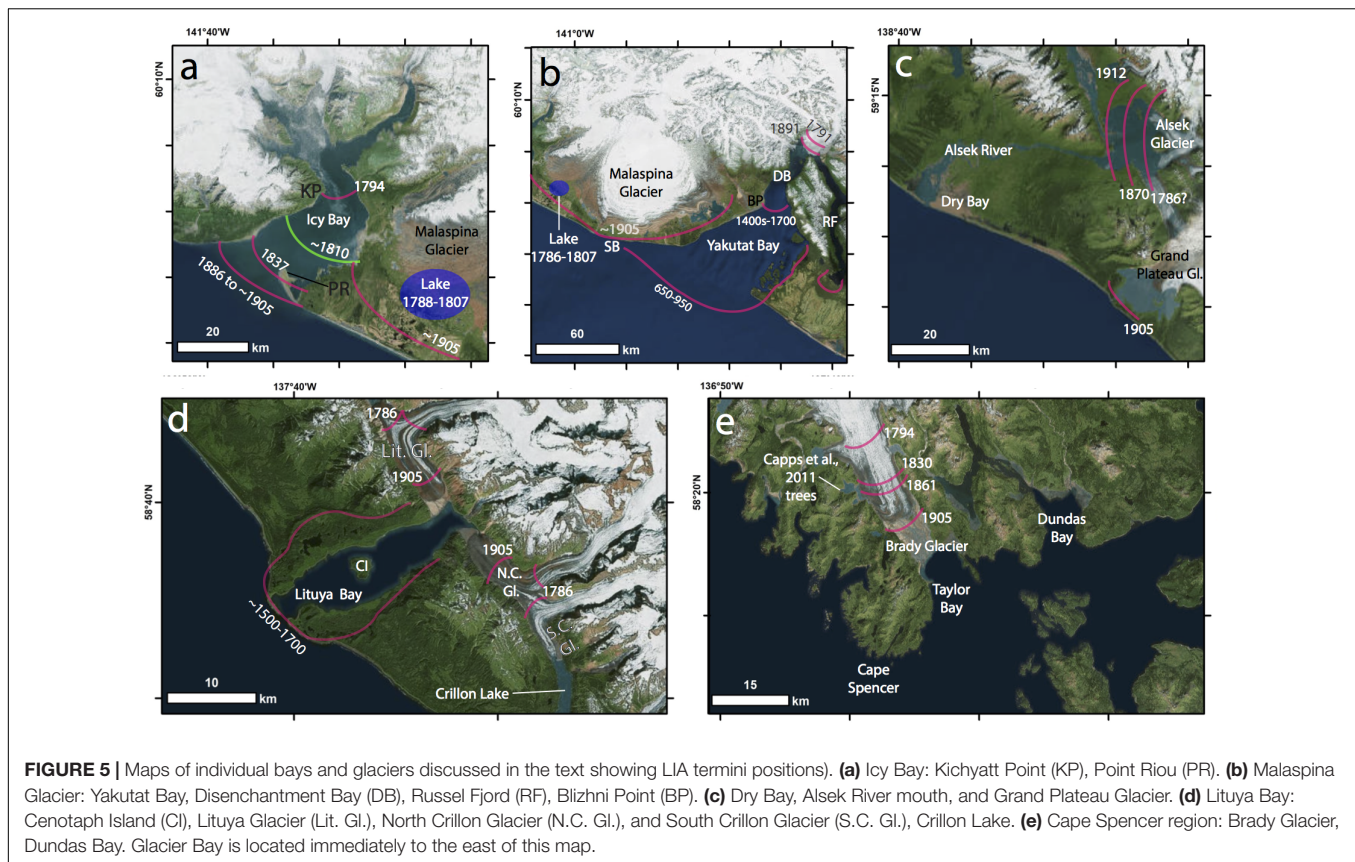 141°40'W
60°10'N
a
KP
1794
Icy Bay
~1810
Malaspina
Glacier
1837
PR
1886 to ~1905
Lake
1788-1807
~1905
20
km
141°0'W
60°10'N
b
1891
1791
Malaspina
Glacier
DB
BP
1400s-1700
RF
Lake
1786-1807
~1905
SB
Yakutat Bay
650-950
60
km
138°40'W
59°15'N
c
1912
Alsek
Glacier
Alsek River
1870
1786?
Dry Bay
Grand
Plateau Gl.
1905
20
km
137°40'W
58°40'N
d
1786
Lit. Gl.
1905
1905
N.C.
Gl.
1786
CI
Lituya Bay
~1500-1700
S.C.
Gl.
Crillon Lake
10
km
136°50'W
58°20'N
e
1794
Capps et al.,
2011
trees
1830
1861
1905
Brady Glacier
Dundas
Bay
Taylor
Bay
Cape
Spencer
15
km
FIGURE 5 | Maps of individual bays and glaciers discussed in the text showing LIA termini positions). (a) Icy Bay: Kichyatt Point (KP), Point Riou (PR). (b) Malaspina
Glacier: Yakutat Bay, Disenchantment Bay (DB), Russel Fjord (RF), Blizhni Point (BP). (c) Dry Bay, Alsek River mouth, and Grand Plateau Glacier. (d) Lituya Bay:
Cenotaph Island (CI), Lituya Glacier (Lit. Gl.), North Crillon Glacier (N.C. Gl.), and South Crillon Glacier (S.C. Gl.), Crillon Lake. (e) Cape Spencer region: Brady Glacier,
Dundas Bay. Glacier Bay is located immediately to the east of this map.